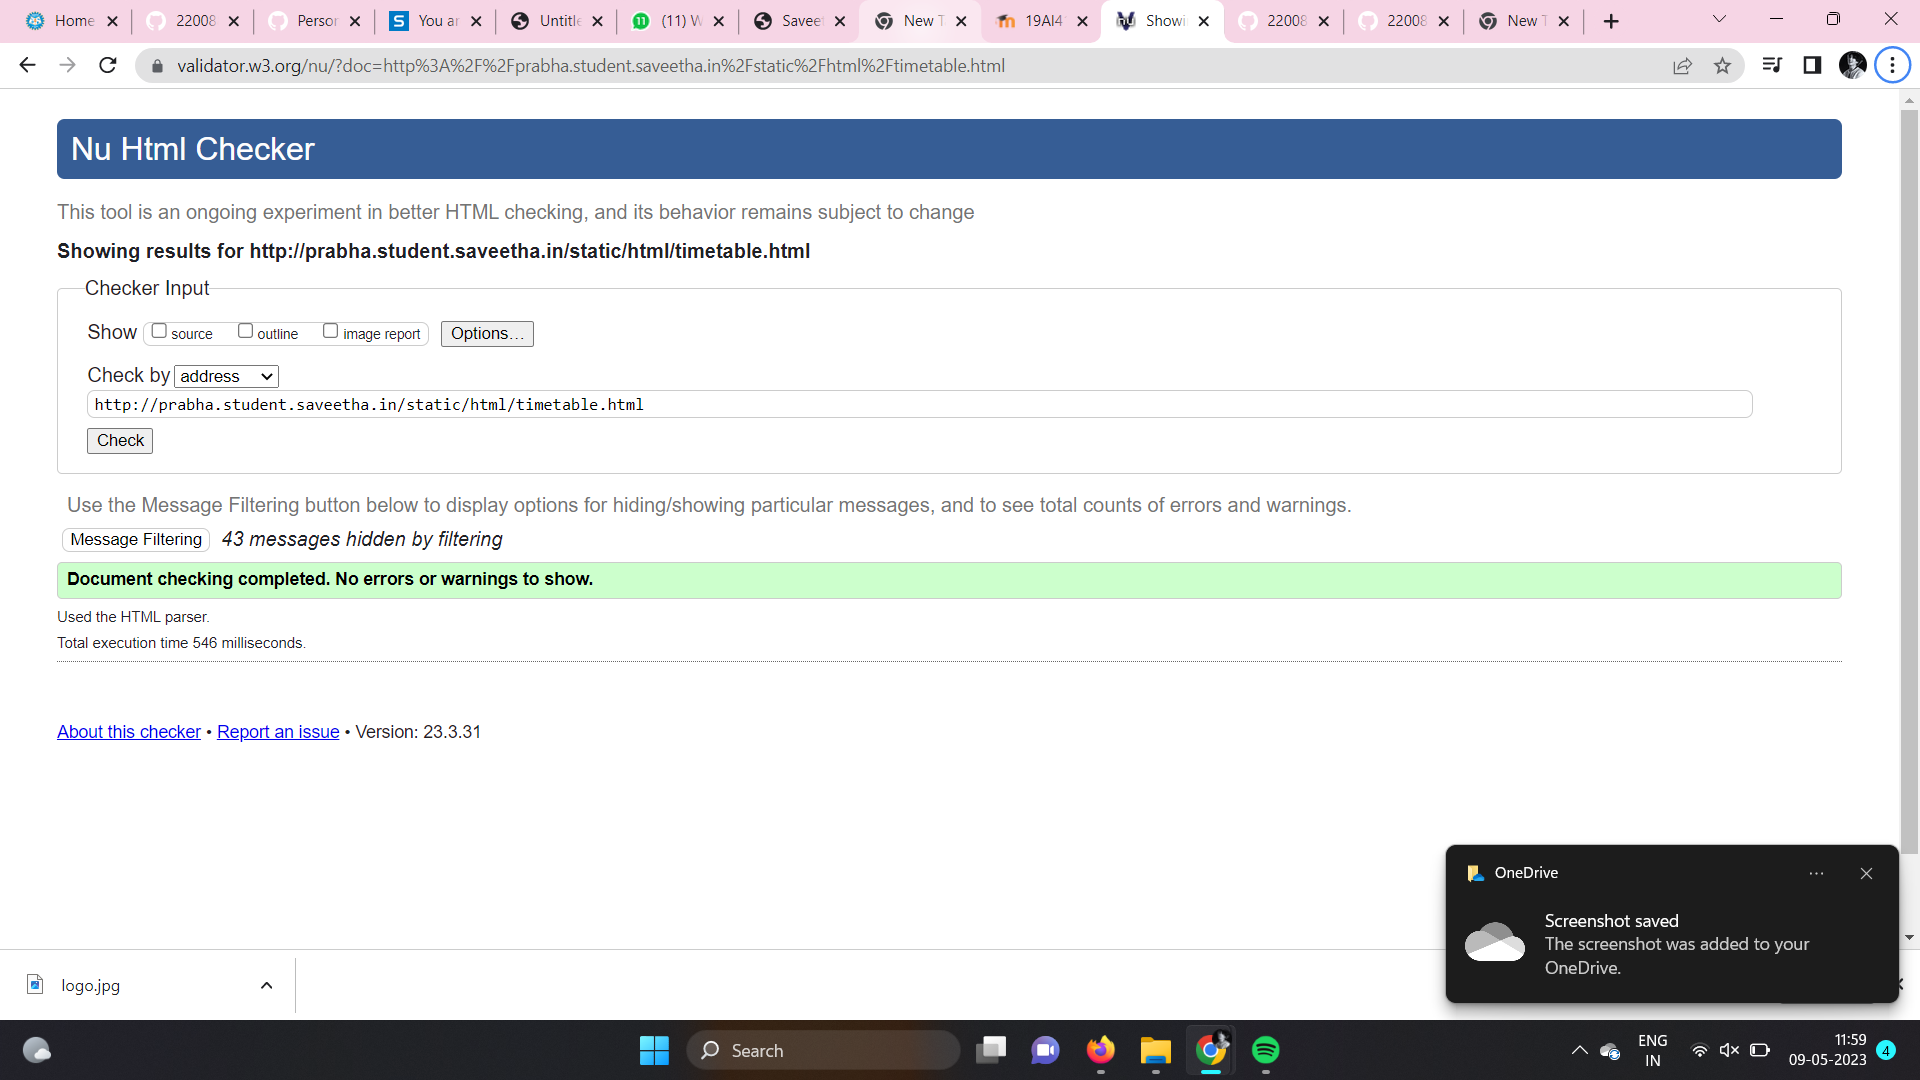 Home
22008
Person
You ar
Untitle
(11) W
Saveet
New T
19AI4
Showi
22008
22008
New T
validator.w3.org/nu/?doc=http%3A%2F%2Fprabha.student.saveetha.in%2Fstatic%2Fhtml%2Ftimetable.html
Nu Html Checker
This tool is an ongoing experiment in better HTML checking, and its behavior remains subject to change
Showing results for http://prabha.student.saveetha.in/static/html/timetable.html
Checker Input
Show source outline image report Options...
Check by address
http://prabha.student.saveetha.in/static/html/timetable.html
Check
Use the Message Filtering button below to display options for hiding/showing particular messages, and to see total counts of errors and warnings.
Message Filtering 43 messages hidden by filtering
Document checking completed. No errors or warnings to show.
Used the HTML parser.
Total execution time 546 milliseconds.
About this checker • Report an issue • Version: 23.3.31
OneDrive
Screenshot saved
The screenshot was added to your
OneDrive.
logo.jpg
Search
ENG
IN
11:59
09-05-2023
4